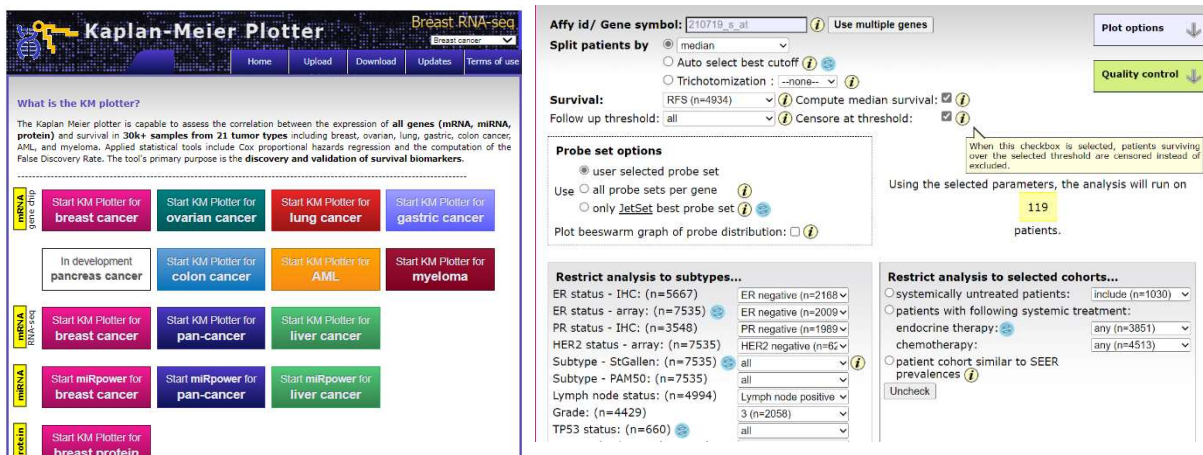 Kaplan-Meier Plotter
Breast RNA-seq
Breast cancer
Home Upload Download Updates Terms of use
What is the KM plotter?
The Kaplan Meier plotter is capable to assess the correlation between the expression of all genes (mRNA, miRNA,
protein) and survival in 30k+ samples from 21 tumor types including breast, ovarian, lung, gastric, colon cancer,
AML, and myeloma. Applied statistical tools include Cox proportional hazards regression and the computation of the
False Discovery Rate. The tool's primary purpose is the discovery and validation of survival biomarkers.
mRNA
gene chip
Start KM Plotter for
breast cancer
Start KM Plotter for
ovarian cancer
Start KM Plotter for
lung cancer
Start KM Plotter for
gastric cancer
In development
pancreas cancer
Start KM Plotter for
colon cancer
Start KM Plotter for
AML
Start KM Plotter for
myeloma
mRNA
RNA-seq
Start KM Plotter for
breast cancer
Start KM Plotter for
pan-cancer
Start KM Plotter for
liver cancer
miRNA
Start miRpower for
breast cancer
Start miRpower for
pan-cancer
Start miRpower for
liver cancer
Start KM Plotter for
breast protein
Affy id/ Gene symbol: 210719_s_at i Use multiple genes
Split patients by median
Auto select best cutoff i
Trichotomization : --none-- i
Survival: RFS (n=4934) i Compute median survival: i
Follow up threshold: all i Censore at threshold: i
Plot options
Quality control
When this checkbox is selected, patients surviving
over the selected threshold are censored instead of
excluded.
Probe set options
user selected probe set
Use all probe sets per gene i
only JetSet best probe set i
Plot beeswarm graph of probe distribution: i
Using the selected parameters, the analysis will run on
119
patients.
Restrict analysis to subtypes...
ER status - IHC: (n=5667) ER negative (n=2168
ER status - array: (n=7535) ER negative (n=2009
PR status - IHC: (n=3548) PR negative (n=1989
HER2 status - array: (n=7535) HER2 negative (n=62
Subtype - StGallen: (n=7535) all i
Subtype - PAM50: (n=7535) all
Lymph node status: (n=4994) Lymph node positive
Grade: (n=4429) 3 (n=2058)
TP53 status: (n=660) all
Restrict analysis to selected cohorts...
systemically untreated patients: include (n=1030)
patients with following systemic treatment:
endocrine therapy: any (n=3851)
chemotherapy: any (n=4513)
patient cohort similar to SEER
prevalences i
Uncheck